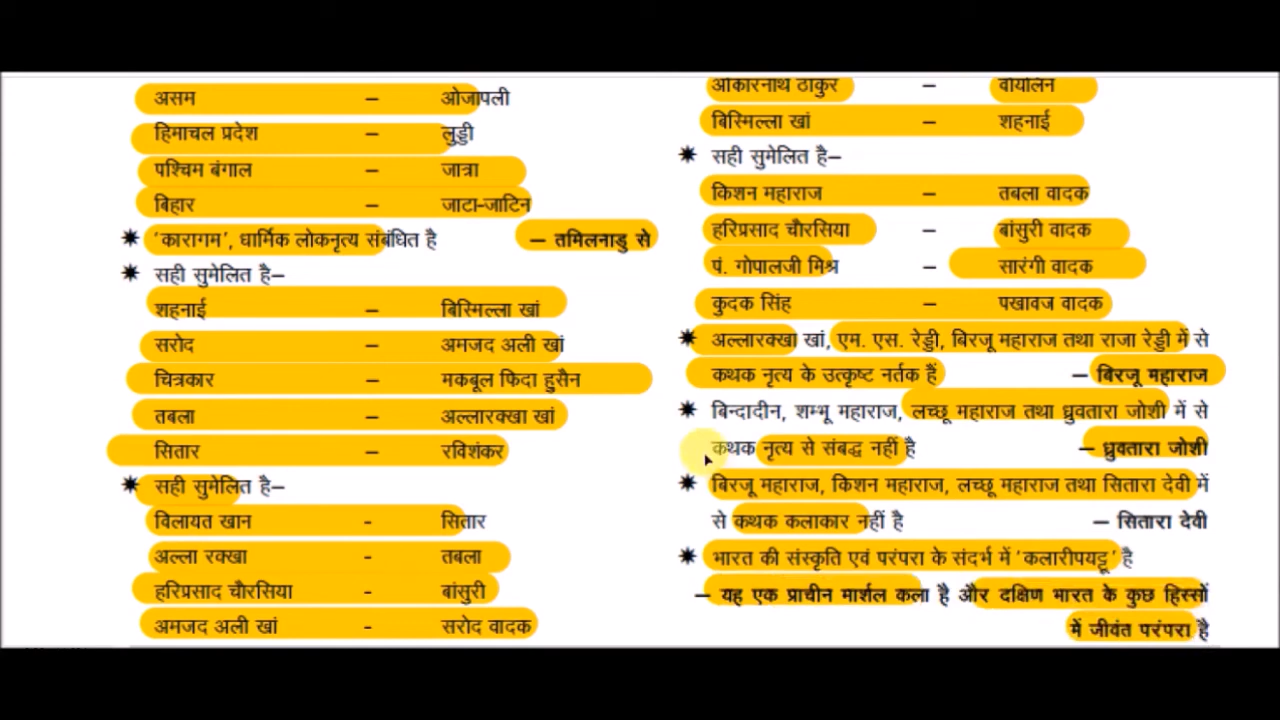 असम – ओजापली
हिमाचल प्रदेश – लुड्डी
पश्चिम बंगाल – जात्रा
बिहार – जाटा-जाटिन
✷ 'कारागम', धार्मिक लोकनृत्य संबंधित है – तमिलनाडु से
✷ सही सुमेलित है–
शहनाई – बिस्मिल्ला खां
सरोद – अमजद अली खां
चित्रकार – मकबूल फिदा हुसैन
तबला – अल्लारक्खा खां
सितार – रविशंकर
✷ सही सुमेलित है–
विलायत खान - सितार
अल्ला रक्खा - तबला
हरिप्रसाद चौरसिया - बांसुरी
अमजद अली खां - सरोद वादक
ओंकारनाथ ठाकुर – वायलिन
बिस्मिल्ला खां – शहनाई
✷ सही सुमेलित है–
किशन महाराज – तबला वादक
हरिप्रसाद चौरसिया – बांसुरी वादक
पं. गोपालजी मिश्र – सारंगी वादक
कुदक सिंह – पखावज वादक
✷ अल्लारक्खा खां, एम. एस. रेड्डी, बिरजू महाराज तथा राजा रेड्डी में से
कथक नृत्य के उत्कृष्ट नर्तक हैं – बिरजू महाराज
✷ बिन्दादीन, शम्भू महाराज, लच्छू महाराज तथा ध्रुवतारा जोशी में से
कथक नृत्य से संबद्ध नहीं है – ध्रुवतारा जोशी
✷ बिरजू महाराज, किशन महाराज, लच्छू महाराज तथा सितारा देवी में
से कथक कलाकार नहीं है – सितारा देवी
✷ भारत की संस्कृति एवं परंपरा के संदर्भ में 'कलारीपयट्टू' है
– यह एक प्राचीन मार्शल कला है और दक्षिण भारत के कुछ हिस्सों
में जीवंत परंपरा है